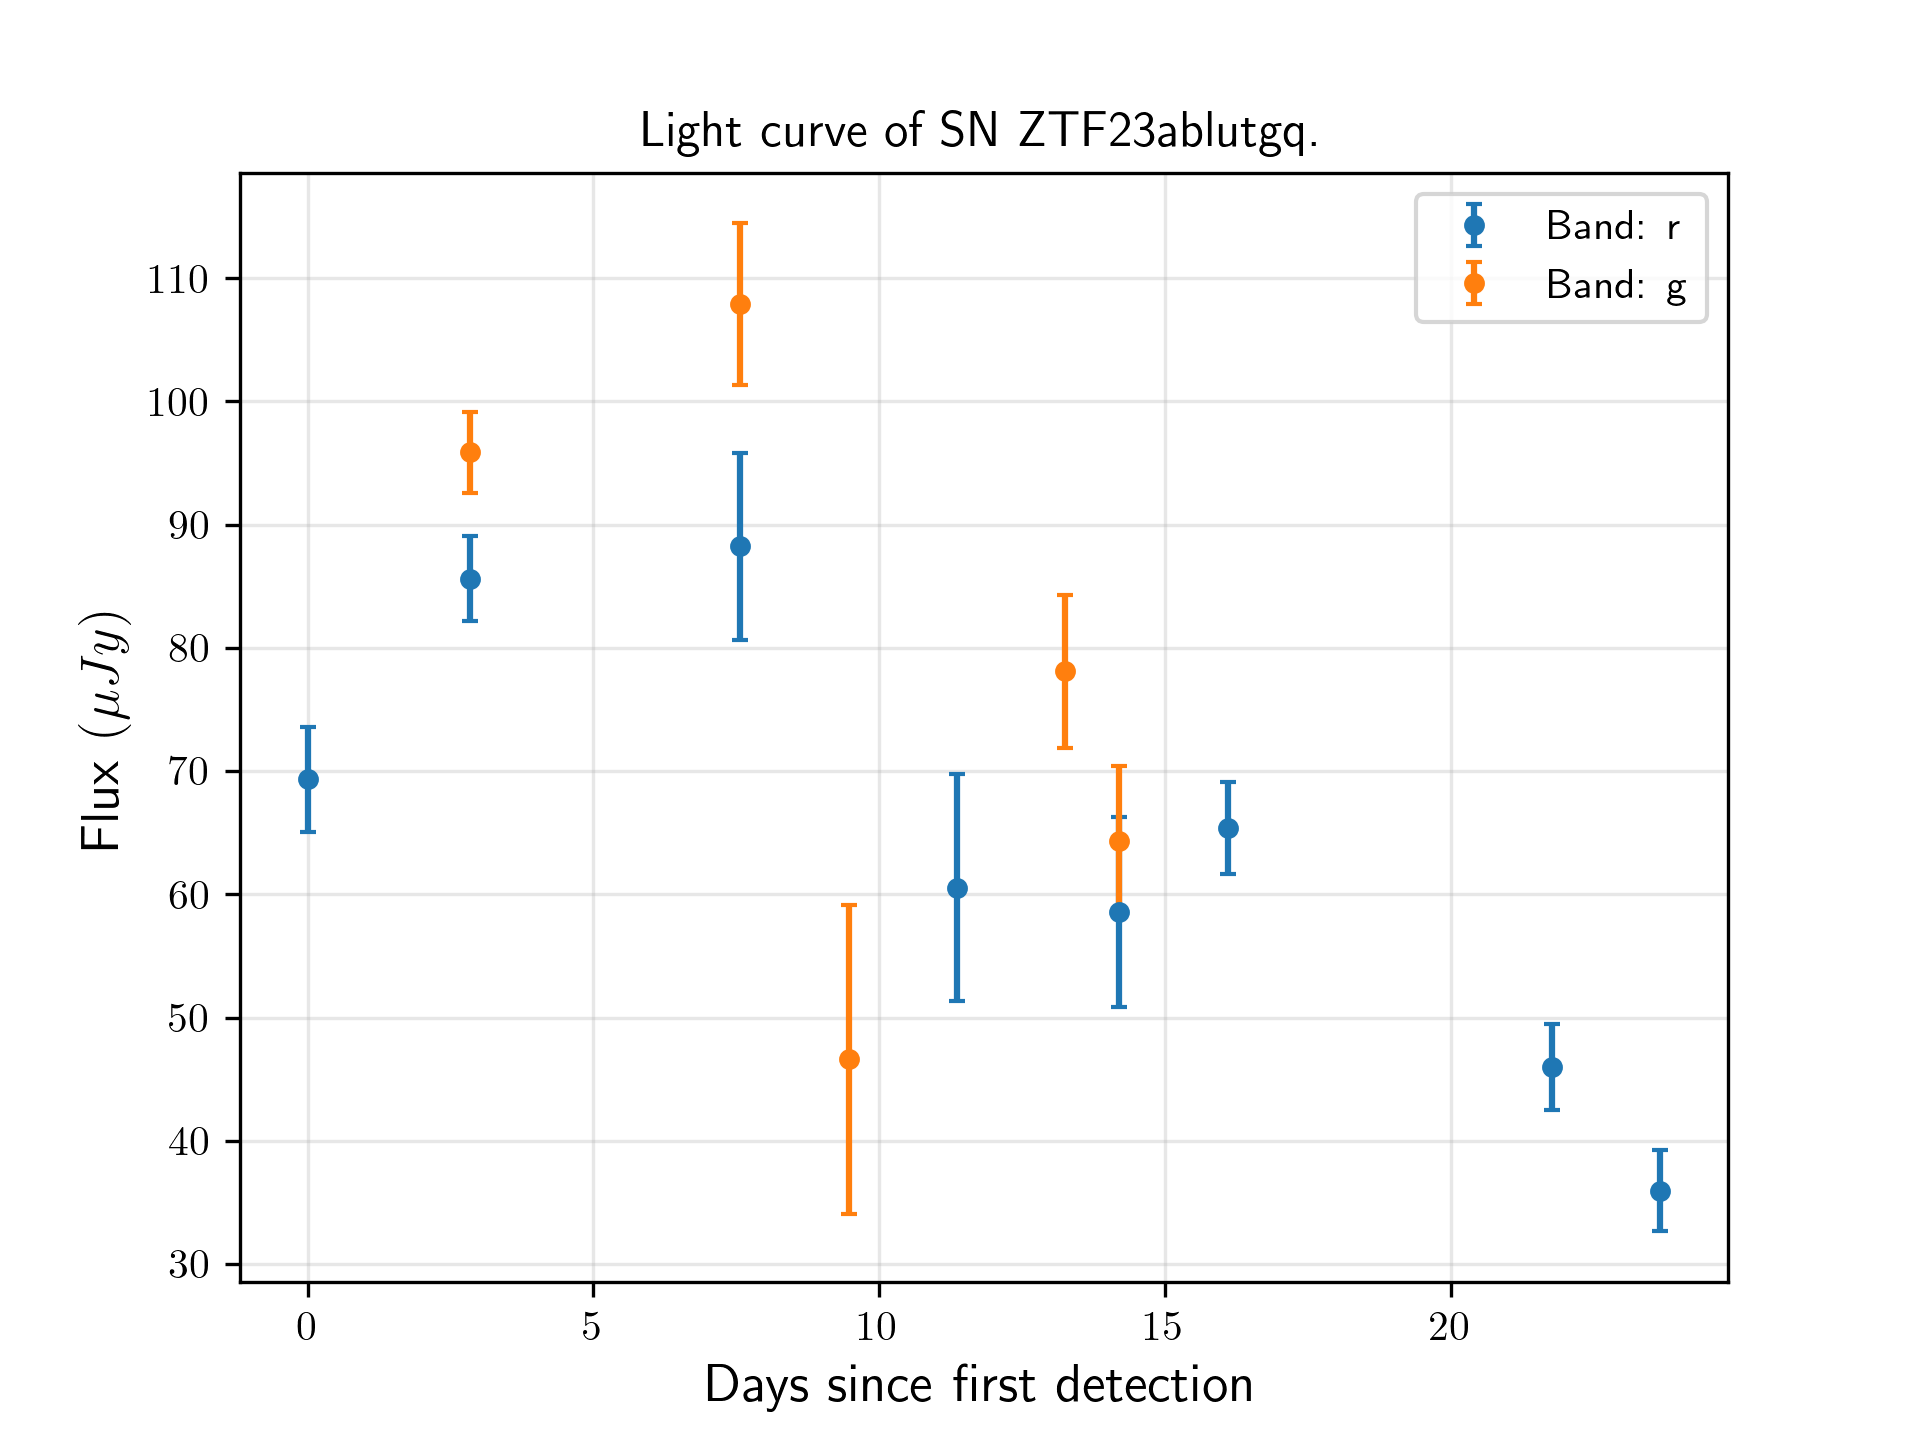 Light curve of SN ZTF23ablutgq.
Band: r
Band: g
110
100
90
80
70
60
50
40
30
Flux (μJy)
0 5 10 15 20
Days since first detection